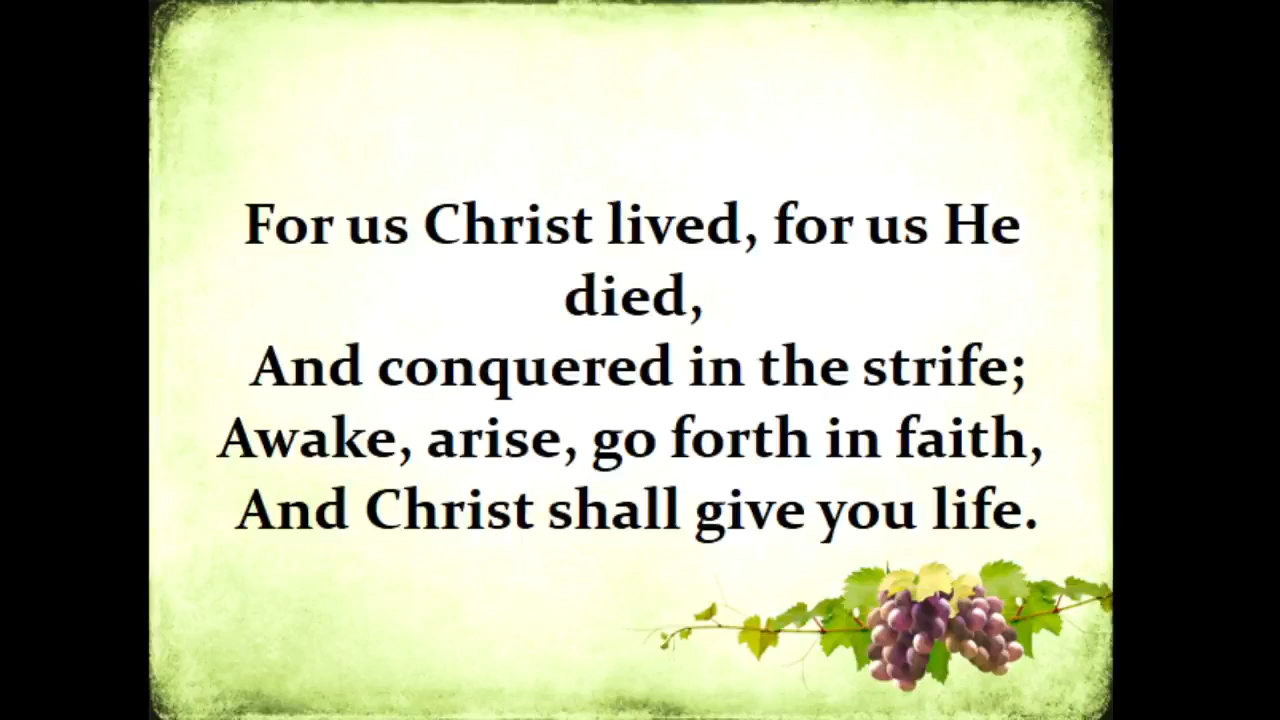 For us Christ lived, for us He
died,
And conquered in the strife;
Awake, arise, go forth in faith,
And Christ shall give you life.